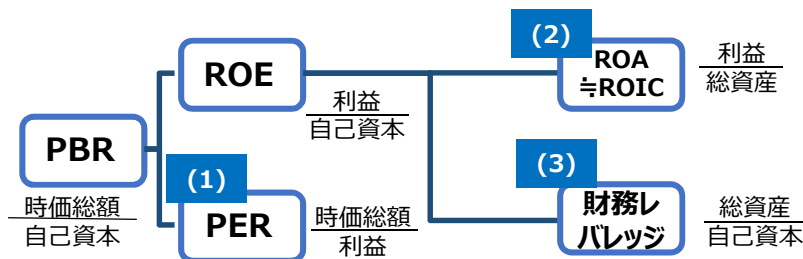 PBR
時価総額
自己資本
ROE
利益
自己資本
(1)
PER
時価総額
利益
(2)
ROA
≒ROIC
利益
総資産
(3)
財務レ
バレッジ
総資産
自己資本